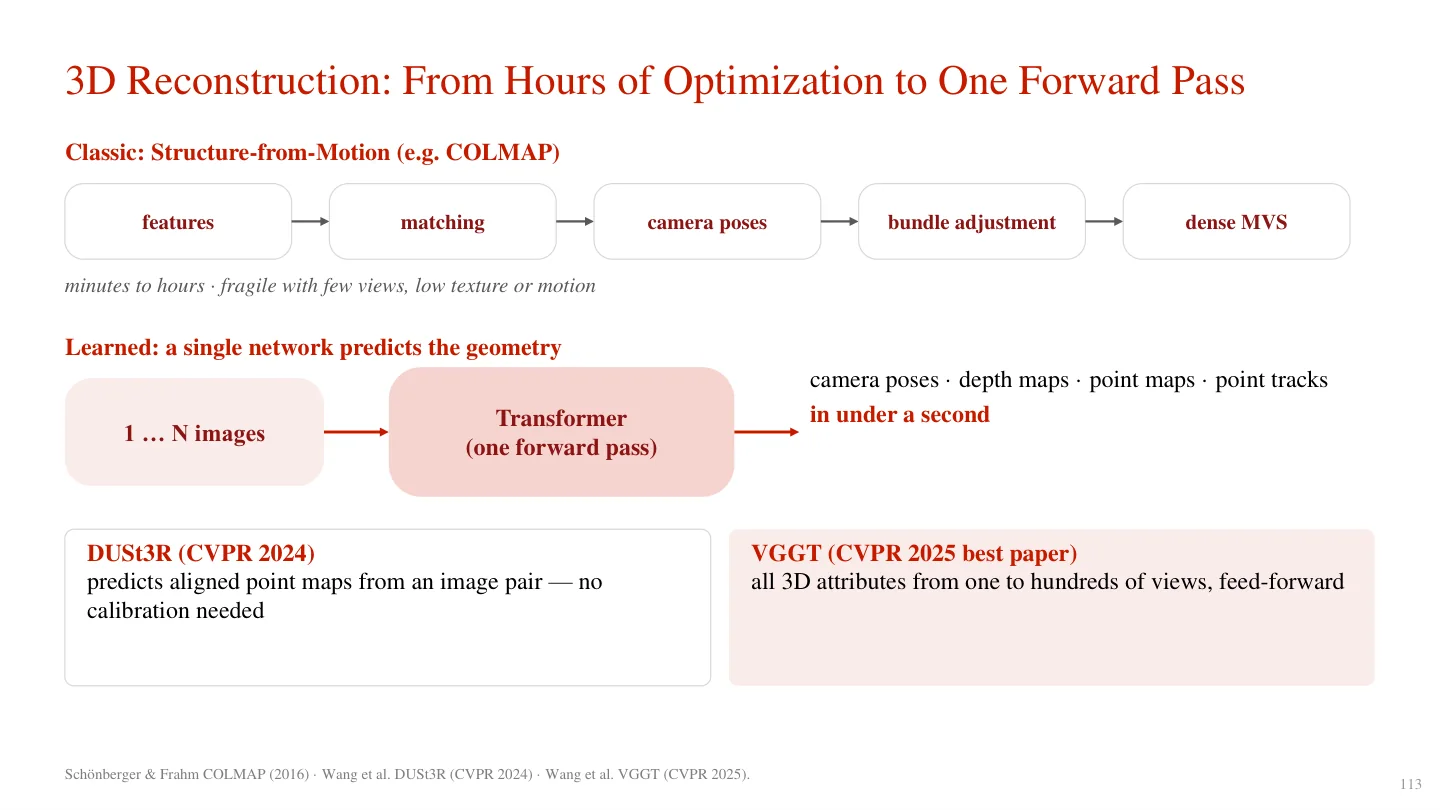 3D Reconstruction: From Hours of Optimization to One Forward Pass
Classic: Structure-from-Motion (e.g. COLMAP)
features
matching
camera poses
bundle adjustment
dense MVS
minutes to hours · fragile with few views, low texture or motion
Learned: a single network predicts the geometry
1 … N images
Transformer
(one forward pass)
camera poses · depth maps · point maps · point tracks
in under a second
DUSt3R (CVPR 2024)
predicts aligned point maps from an image pair — no
calibration needed
VGGT (CVPR 2025 best paper)
all 3D attributes from one to hundreds of views, feed-forward
Schönberger & Frahm COLMAP (2016) · Wang et al. DUSt3R (CVPR 2024) · Wang et al. VGGT (CVPR 2025).
113